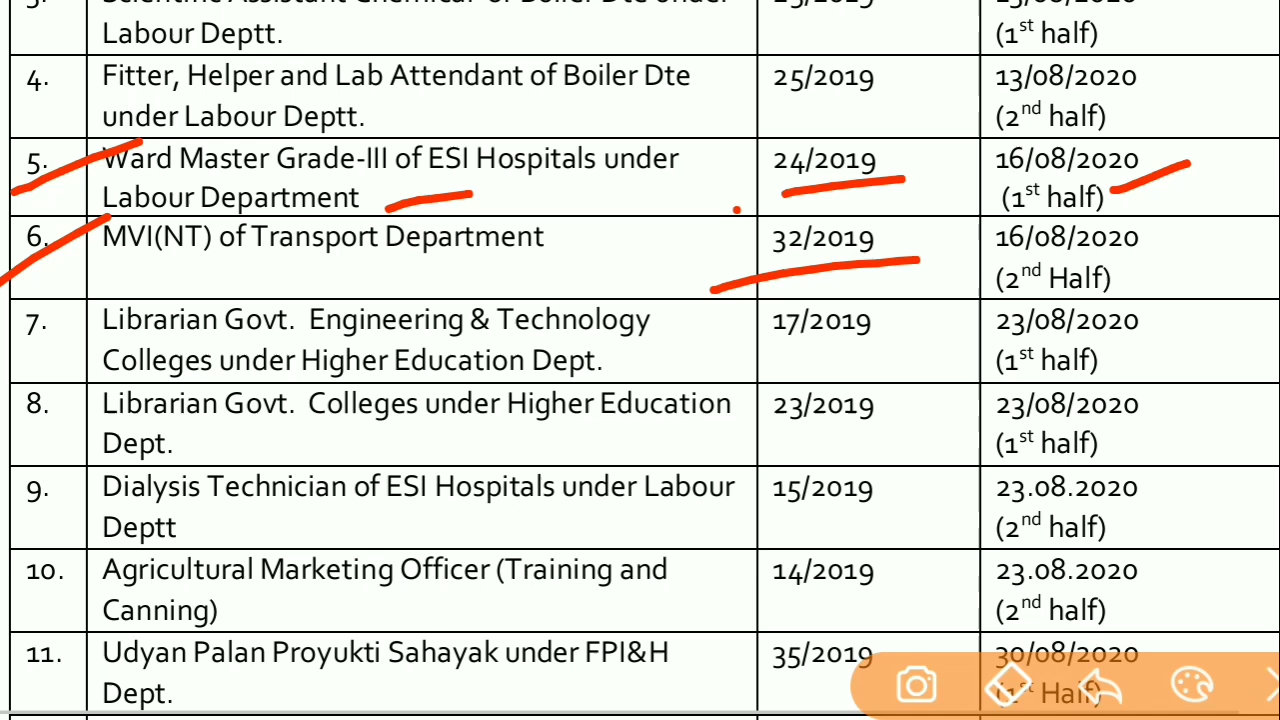 Labour Deptt. (1st half)
4. Fitter, Helper and Lab Attendant of Boiler Dte 25/2019 13/08/2020
under Labour Deptt. (2nd half)
5. Ward Master Grade-III of ESI Hospitals under 24/2019 16/08/2020
Labour Department (1st half)
6. MVI(NT) of Transport Department 32/2019 16/08/2020
(2nd Half)
7. Librarian Govt. Engineering & Technology 17/2019 23/08/2020
Colleges under Higher Education Dept. (1st half)
8. Librarian Govt. Colleges under Higher Education 23/2019 23/08/2020
Dept. (1st half)
9. Dialysis Technician of ESI Hospitals under Labour 15/2019 23.08.2020
Deptt (2nd half)
10. Agricultural Marketing Officer (Training and 14/2019 23.08.2020
Canning) (2nd half)
11. Udyan Palan Proyukti Sahayak under FPI&H 35/2019 30/08/2020
Dept. (1st Half)